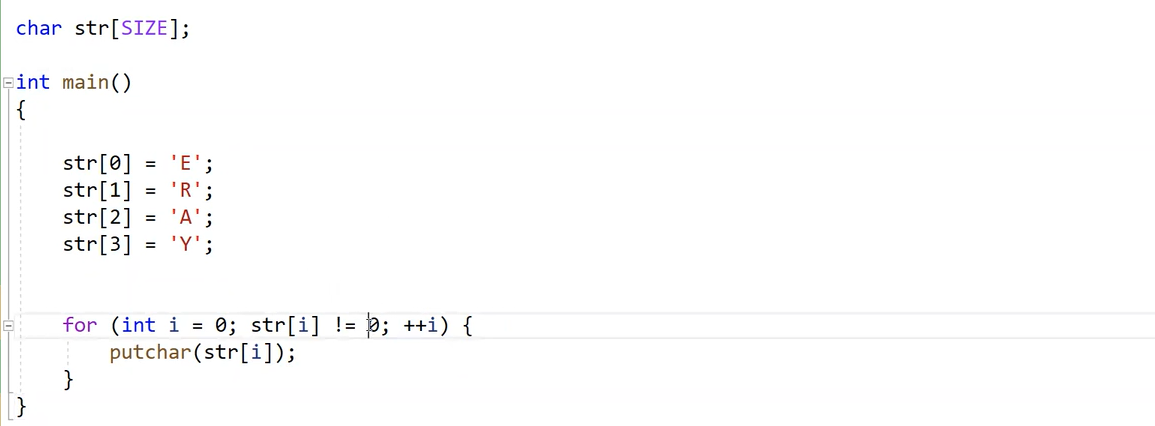 char str[SIZE];
int main()
{
str[0] = 'E';
str[1] = 'R';
str[2] = 'A';
str[3] = 'Y';
for (int i = 0; str[i] != 0; ++i) {
putchar(str[i]);
}
}